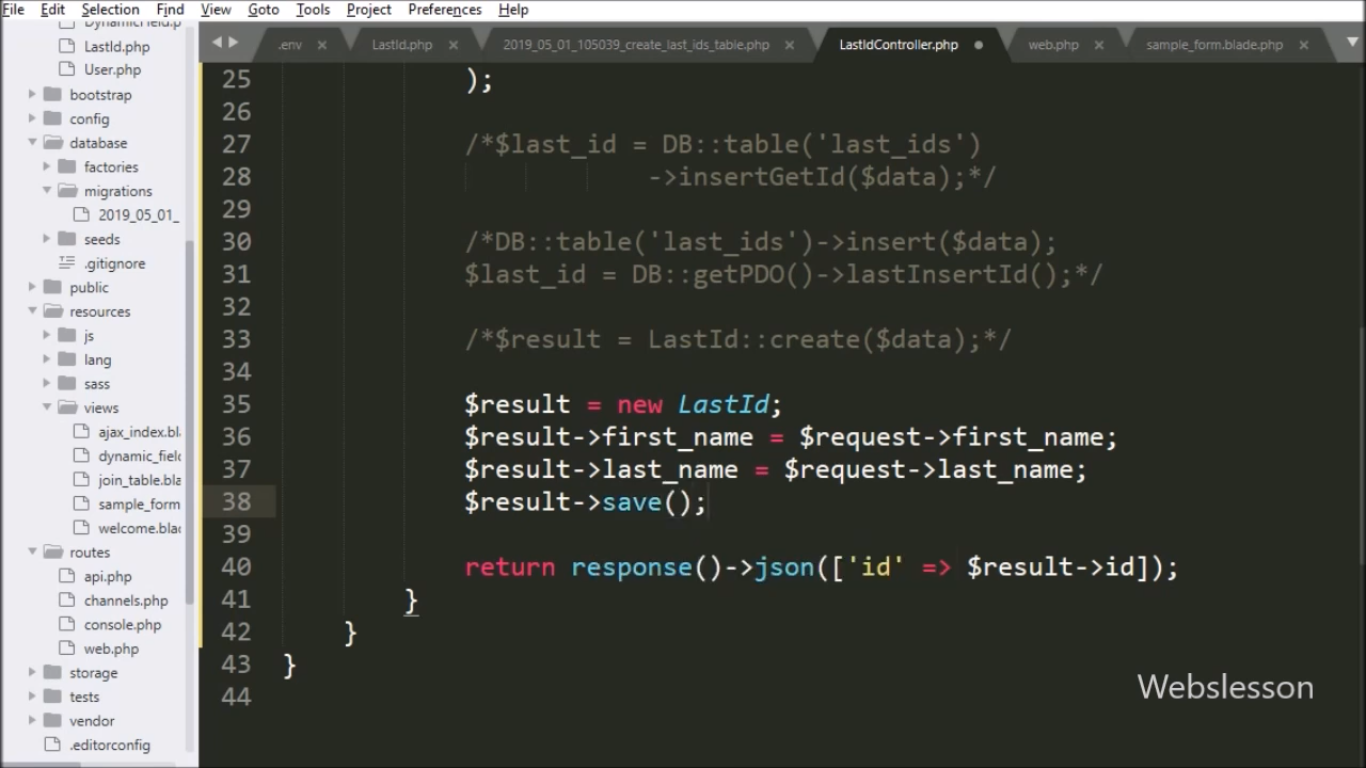 File Edit Selection Find View Goto Tools Project Preferences Help
.env × LastId.php × 2019_05_01_105039_create_last_ids_table.php × LastIdController.php web.php × sample_form.blade.php ×
DynamicField.p
LastId.php
User.php
bootstrap
config
database
factories
migrations
2019_05_01_
seeds
.gitignore
public
resources
js
lang
sass
views
ajax_index.bla
dynamic_field
join_table.bla
sample_form
welcome.blad
routes
api.php
channels.php
console.php
web.php
storage
tests
vendor
.editorconfig
25 );
26
27 /*$last_id = DB::table('last_ids')
28 ->insertGetId($data);*/
29
30 /*DB::table('last_ids')->insert($data);
31 $last_id = DB::getPDO()->lastInsertId();*/
32
33 /*$result = LastId::create($data);*/
34
35 $result = new LastId;
36 $result->first_name = $request->first_name;
37 $result->last_name = $request->last_name;
38 $result->save();
39
40 return response()->json(['id' => $result->id]);
41 }
42 }
43 }
44
Webslesson